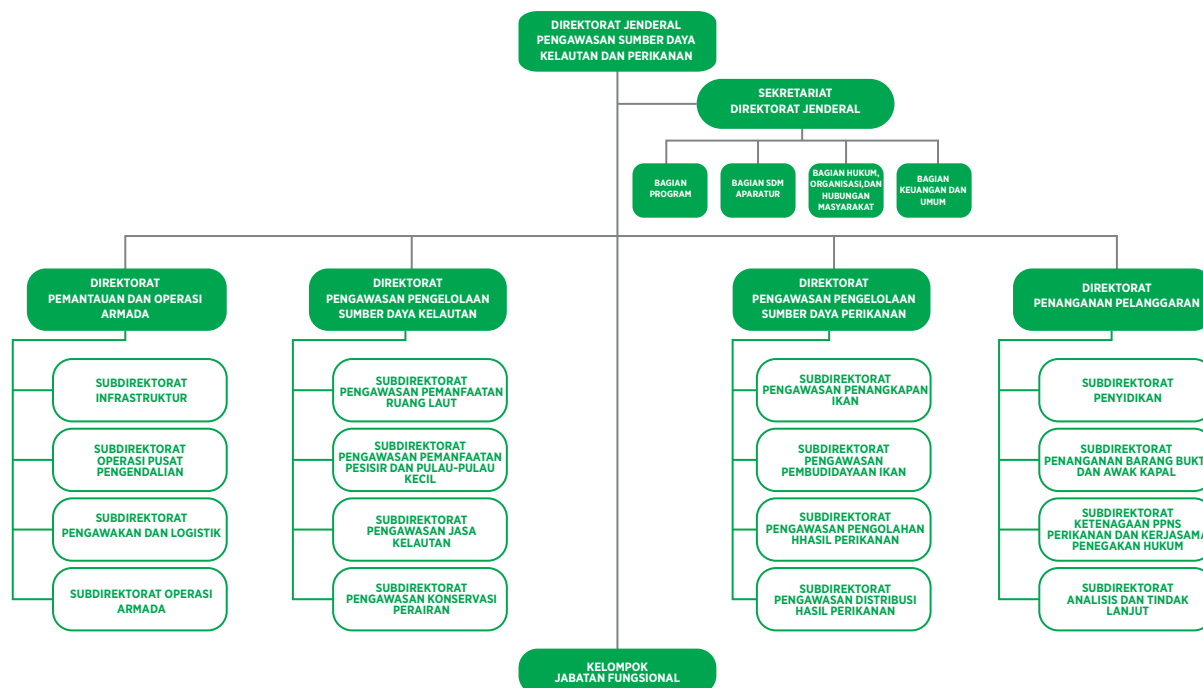 DIREKTORAT JENDERAL
PENGAWASAN SUMBER DAYA
KELAUTAN DAN PERIKANAN
SEKRETARIAT
DIREKTORAT JENDERAL
BAGIAN
PROGRAM
BAGIAN SDM
APARATUR
BAGIAN HUKUM,
ORGANISASI,DAN
HUBUNGAN
MASYARAKAT
BAGIAN
KEUANGAN DAN
UMUM
DIREKTORAT
PEMANTAUAN DAN OPERASI
ARMADA
SUBDIREKTORAT
INFRASTRUKTUR
SUBDIREKTORAT
OPERASI PUSAT
PENGENDALIAN
SUBDIREKTORAT
PENGAWAKAN DAN LOGISTIK
SUBDIREKTORAT OPERASI
ARMADA
DIREKTORAT
PENGAWASAN PENGELOLAAN
SUMBER DAYA KELAUTAN
SUBDIREKTORAT
PENGAWASAN PEMANFAATAN
RUANG LAUT
SUBDIREKTORAT
PENGAWASAN PEMANFAATAN
PESISIR DAN PULAU-PULAU
KECIL
SUBDIREKTORAT
PENGAWASAN JASA
KELAUTAN
SUBDIREKTORAT
PENGAWASAN KONSERVASI
PERAIRAN
DIREKTORAT
PENGAWASAN PENGELOLAAN
SUMBER DAYA PERIKANAN
SUBDIREKTORAT
PENGAWASAN PENANGKAPAN
IKAN
SUBDIREKTORAT
PENGAWASAN
PEMBUDIDAYAAN IKAN
SUBDIREKTORAT
PENGAWASAN PENGOLAHAN
HHASIL PERIKANAN
SUBDIREKTORAT
PENGAWASAN DISTRIBUSI
HASIL PERIKANAN
DIREKTORAT
PENANGANAN PELANGGARAN
SUBDIREKTORAT
PENYIDIKAN
SUBDIREKTORAT
PENANGANAN BARANG BUKT
DAN AWAK KAPAL
SUBDIREKTORAT
KETENAGAAN PPNS
PERIKANAN DAN KERJASAMA
PENEGAKAN HUKUM
SUBDIREKTORAT
ANALISIS DAN TINDAK
LANJUT
KELOMPOK
JABATAN FUNGSIONAL